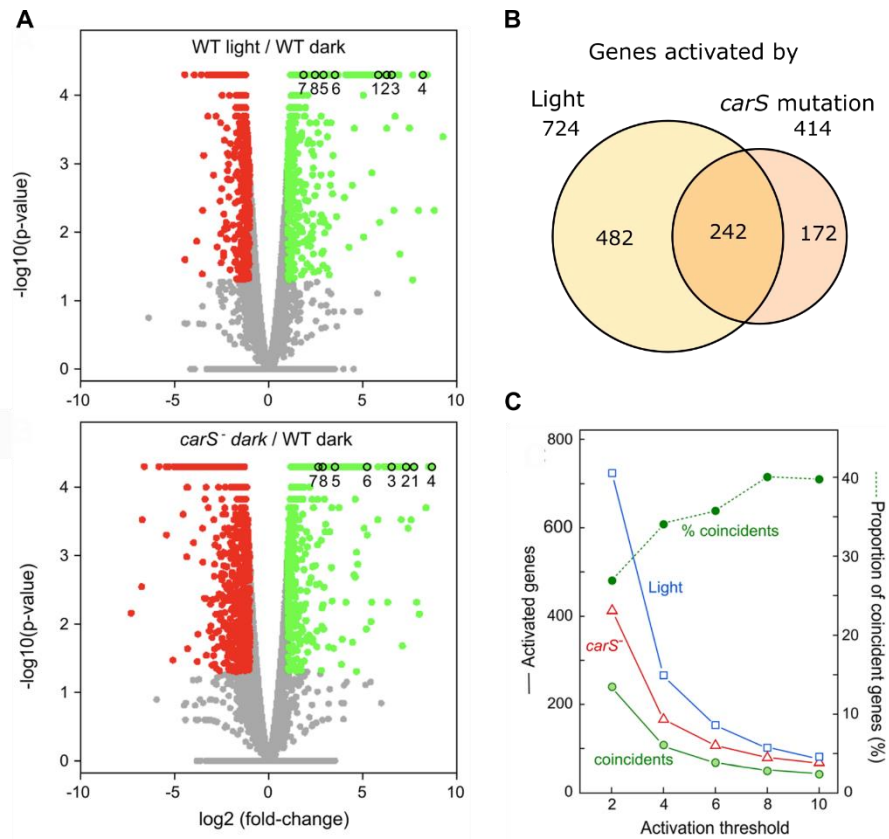 A
WT light / WT dark
-log10(p-value)
4
3
2
1
0
7 8 5 6 1 2 3 4
-10 -5 0 5 10
carS- dark / WT dark
-log10(p-value)
4
3
2
1
0
7 8 5 6 3 2 1 4
-10 -5 0 5 10
log2 (fold-change)
B
Genes activated by
Light
724
carS mutation
414
482 242 172
C
Activated genes
800
600
400
200
0
% coincidents
Light
carS-
coincidents
40
30
20
10
0
Proportion of coincident genes (%)
2 4 6 8 10
Activation threshold